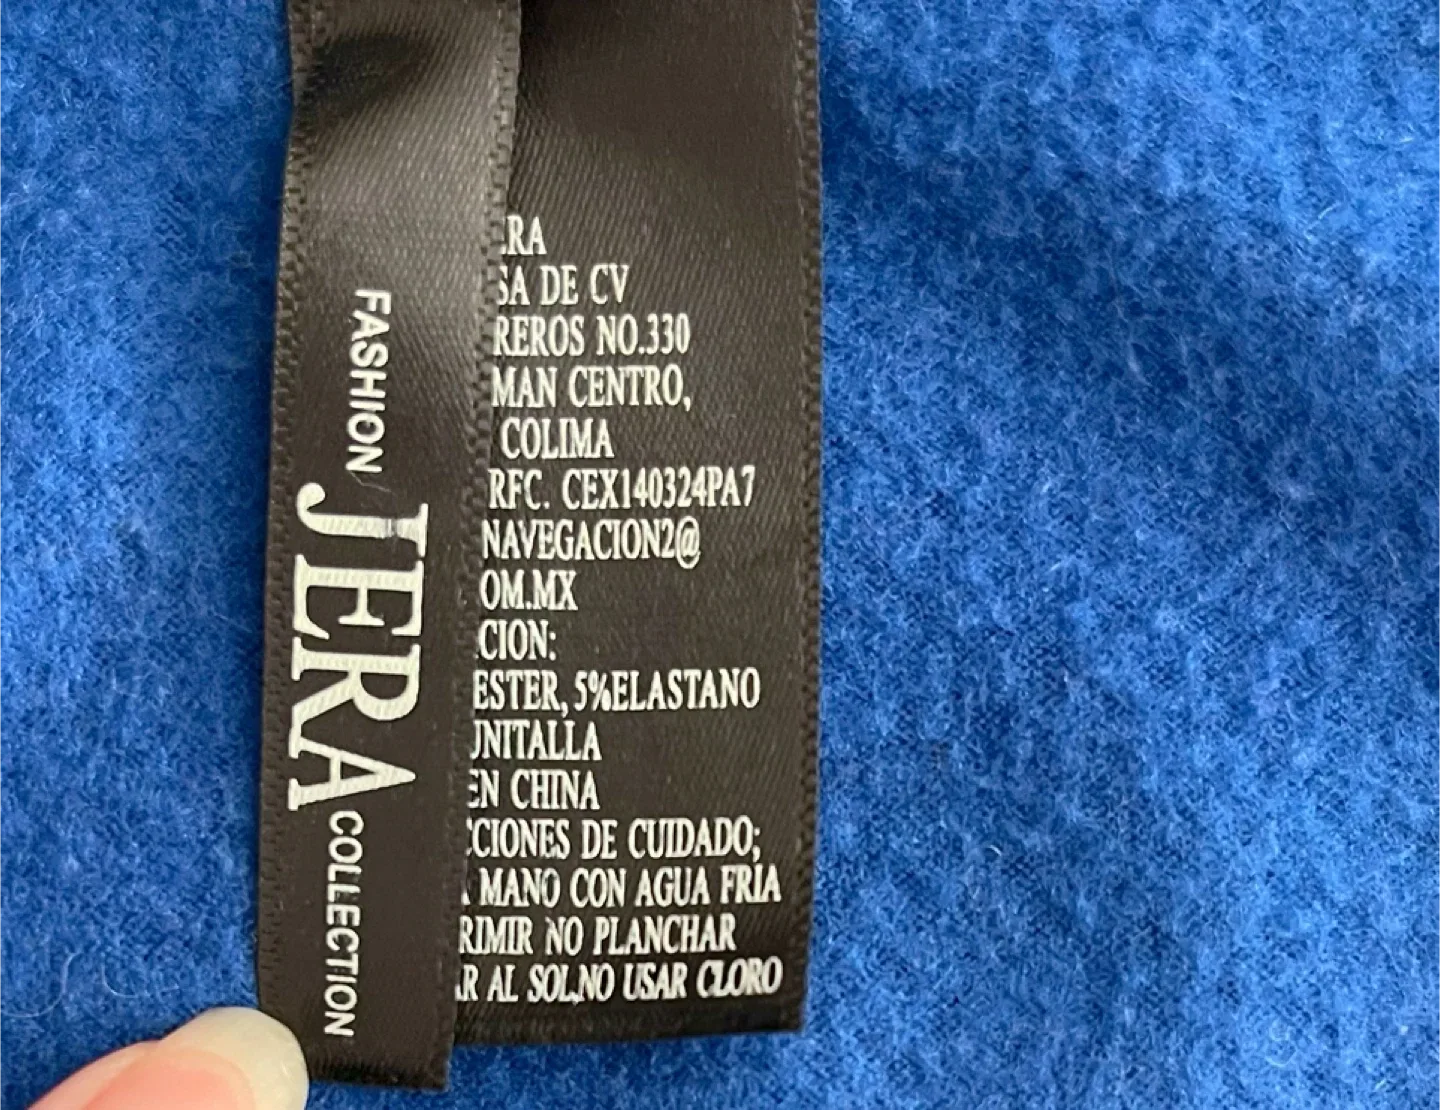 FASHION
JERA
COLLECTION
RA
SA DE CV
REROS NO.330
MAN CENTRO,
COLIMA
RFC. CEX140324PA7
NAVEGACION2@
OM.MX
CION:
ESTER, 5%ELASTANO
UNITALLA
EN CHINA
CCIONES DE CUIDADO;
A MANO CON AGUA FRIA
RIMIR NO PLANCHAR
AR AL SOL,NO USAR CLORO